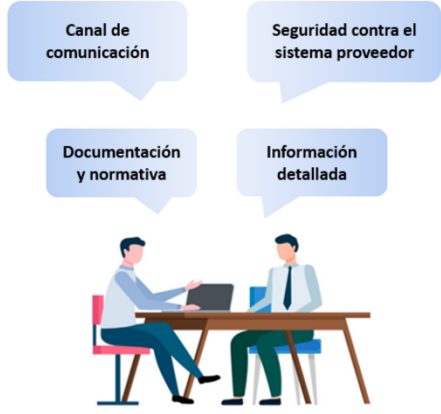 Canal de
comunicación
Seguridad contra el
sistema proveedor
Documentación
y normativa
Información
detallada